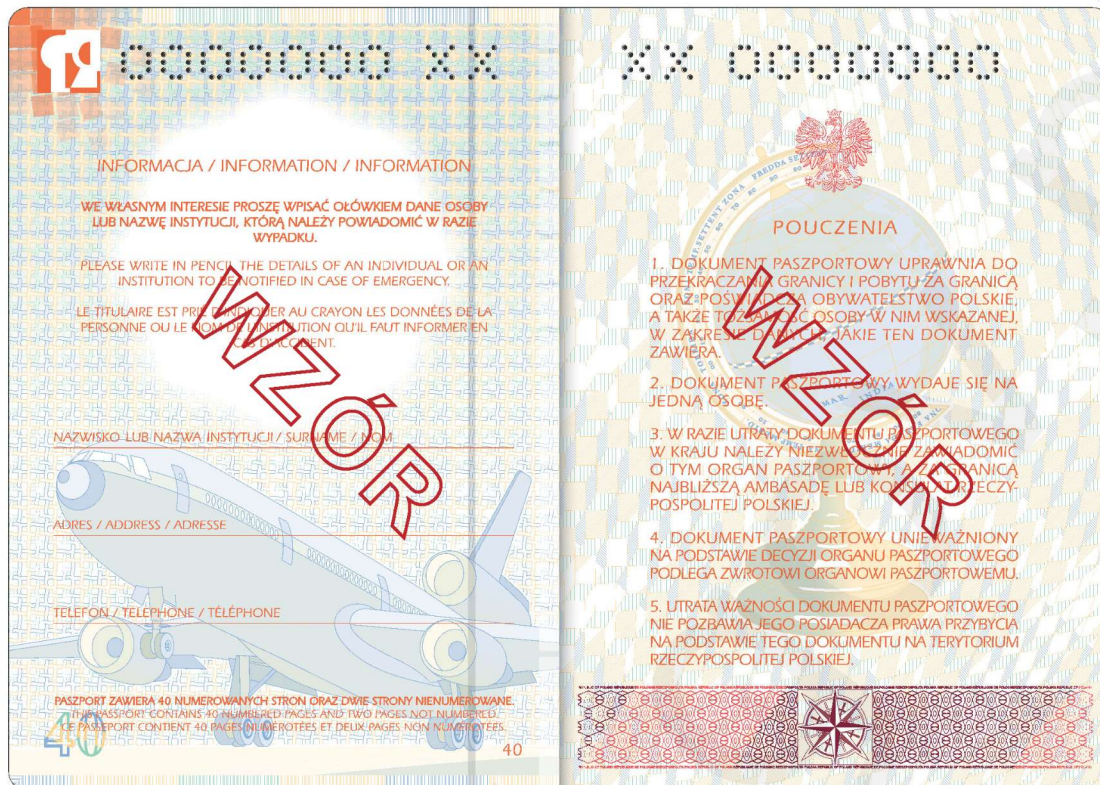 0000000 XX
INFORMACJA / INFORMATION / INFORMATION
WE WŁASNYM INTERESIE PROSZĘ WPISAĆ OŁÓWKIEM DANE OSOBY
LUB NAZWĘ INSTYTUCJI, KTÓRĄ NALEŻY POWIADOMIĆ W RAZIE
WYPADKU.
PLEASE WRITE IN PENCIL THE DETAILS OF AN INDIVIDUAL OR AN
INSTITUTION TO BE NOTIFIED IN CASE OF EMERGENCY.
LE TITULAIRE EST PRIÉ D'INDIQUER AU CRAYON LES DONNÉES DE LA
PERSONNE OU LE NOM DE L'INSTITUTION QU'IL FAUT INFORMER EN
CAS D'ACCIDENT.
WZÓR
NAZWISKO LUB NAZWA INSTYTUCJI / SURNAME / NOM
ADRES / ADDRESS / ADRESSE
TELEFON / TELEPHONE / TÉLÉPHONE
PASZPORT ZAWIERA 40 NUMEROWANYCH STRON ORAZ DWIE STRONY NIENUMEROWANE.
THIS PASSPORT CONTAINS 40 NUMBERED PAGES AND TWO PAGES NOT NUMBERED.
LE PASSEPORT CONTIENT 40 PAGES NUMÉROTÉES ET DEUX PAGES NON NUMÉROTÉES.
40
40
XX 0000000
POUCZENIA
1. DOKUMENT PASZPORTOWY UPRAWNIA DO
PRZEKRACZANIA GRANICY I POBYTU ZA GRANICĄ
ORAZ POŚWIADCZA OBYWATELSTWO POLSKIE,
A TAKŻE TOŻSAMOŚĆ OSOBY W NIM WSKAZANEJ,
W ZAKRESIE DANYCH, JAKIE TEN DOKUMENT
ZAWIERA.
2. DOKUMENT PASZPORTOWY WYDAJE SIĘ NA
JEDNĄ OSOBĘ.
3. W RAZIE UTRATY DOKUMENTU PASZPORTOWEGO
W KRAJU NALEŻY NIEZWŁOCZNIE ZAWIADOMIĆ
O TYM ORGAN PASZPORTOWY, A ZA GRANICĄ
NAJBLIŻSZĄ AMBASADĘ LUB KONSULAT RZECZY-
POSPOLITEJ POLSKIEJ.
4. DOKUMENT PASZPORTOWY UNIEWAŻNIONY
NA PODSTAWIE DECYZJI ORGANU PASZPORTOWEGO
PODLEGA ZWROTOWI ORGANOWI PASZPORTOWEMU.
5. UTRATA WAŻNOŚCI DOKUMENTU PASZPORTOWEGO
NIE POZBAWIA JEGO POSIADACZA PRAWA PRZYBYCIA
NA PODSTAWIE TEGO DOKUMENTU NA TERYTORIUM
RZECZYPOSPOLITEJ POLSKIEJ.
WZÓR